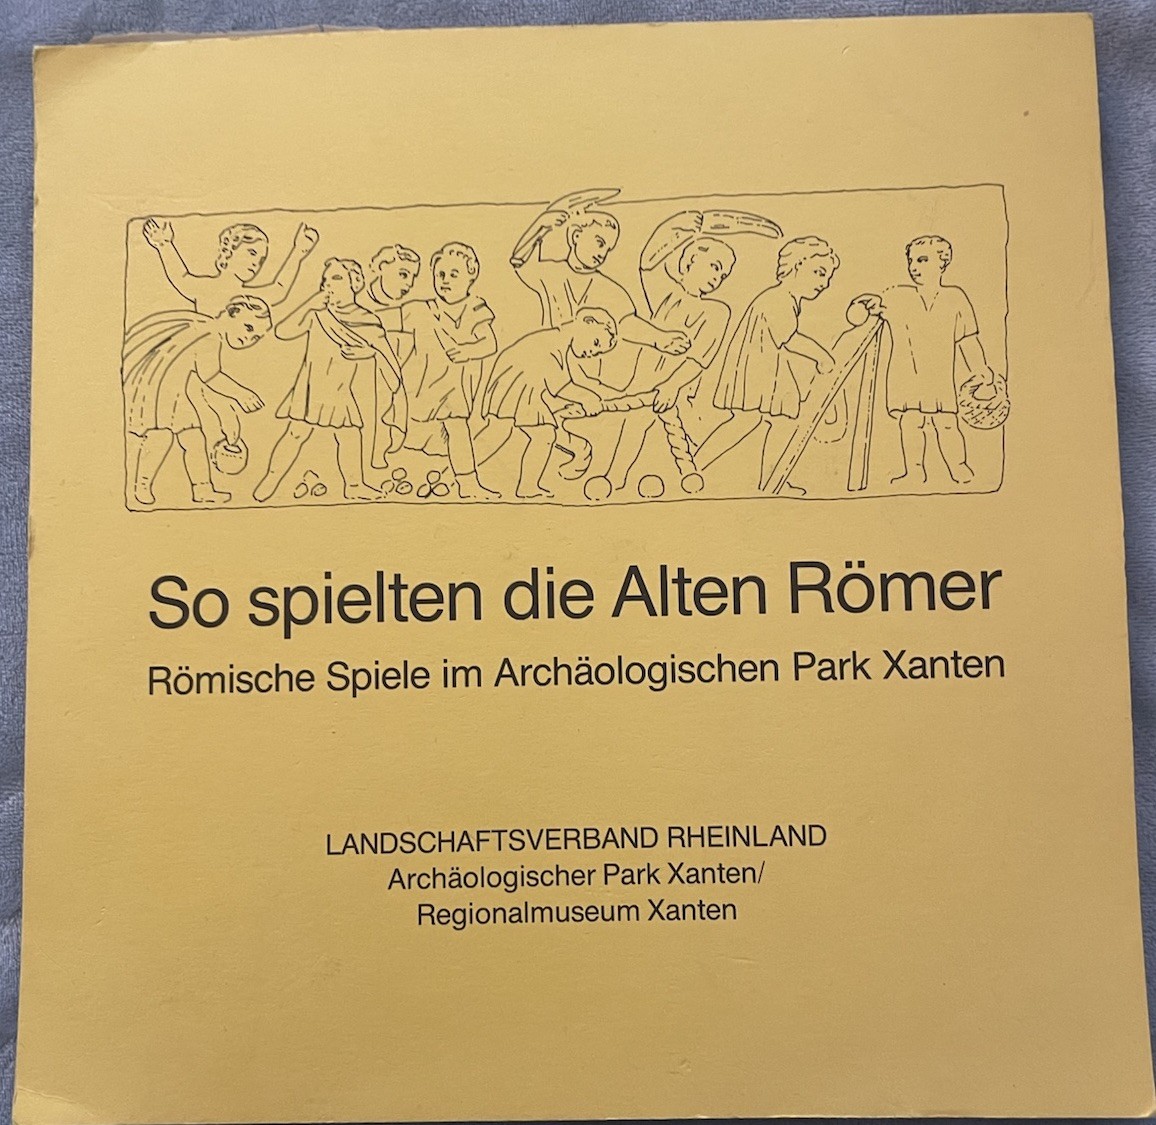 So spielten die Alten Römer
Römische Spiele im Archäologischen Park Xanten
LANDSCHAFTSVERBAND RHEINLAND
Archäologischer Park Xanten/
Regionalmuseum Xanten